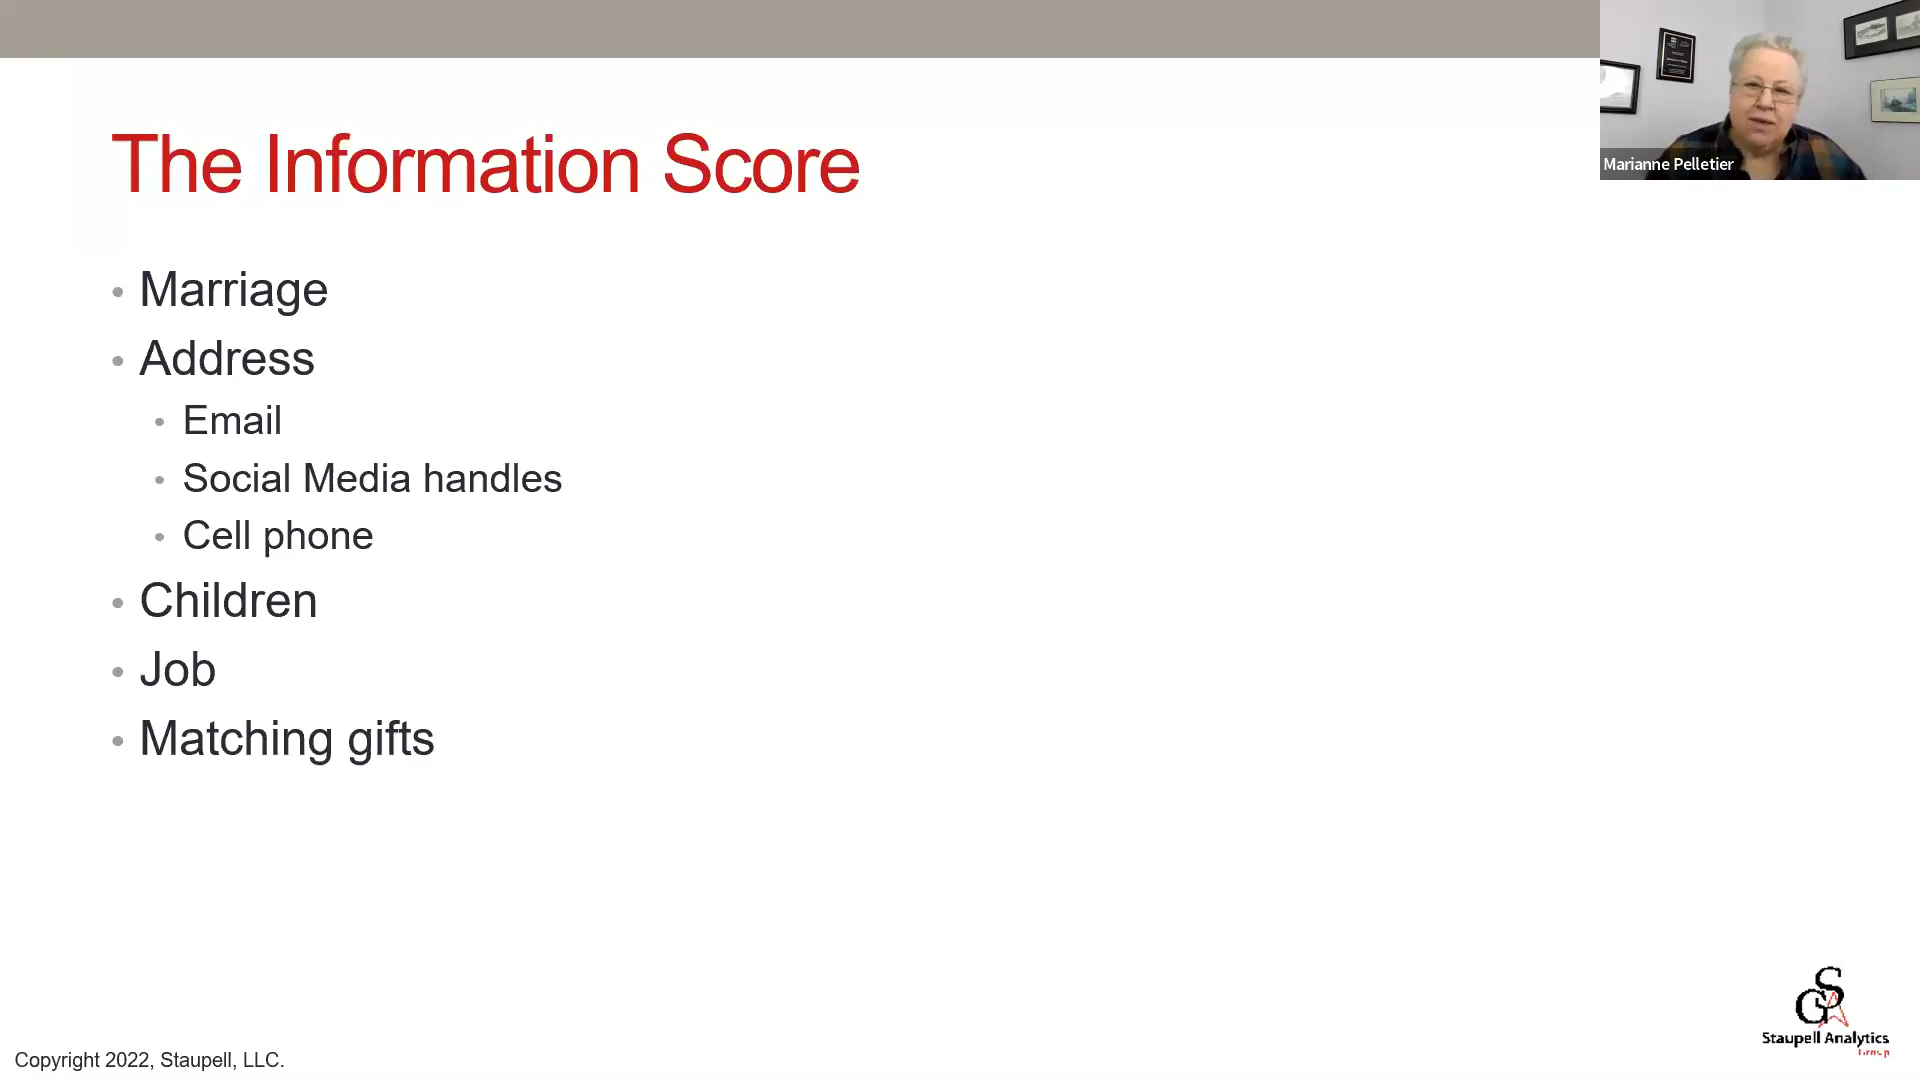 The Information Score
Marianne Pelletier
• Marriage
• Address
• Email
• Social Media handles
• Cell phone
• Children
• Job
• Matching gifts
Staupell Analytics
Group
Copyright 2022, Staupell, LLC.